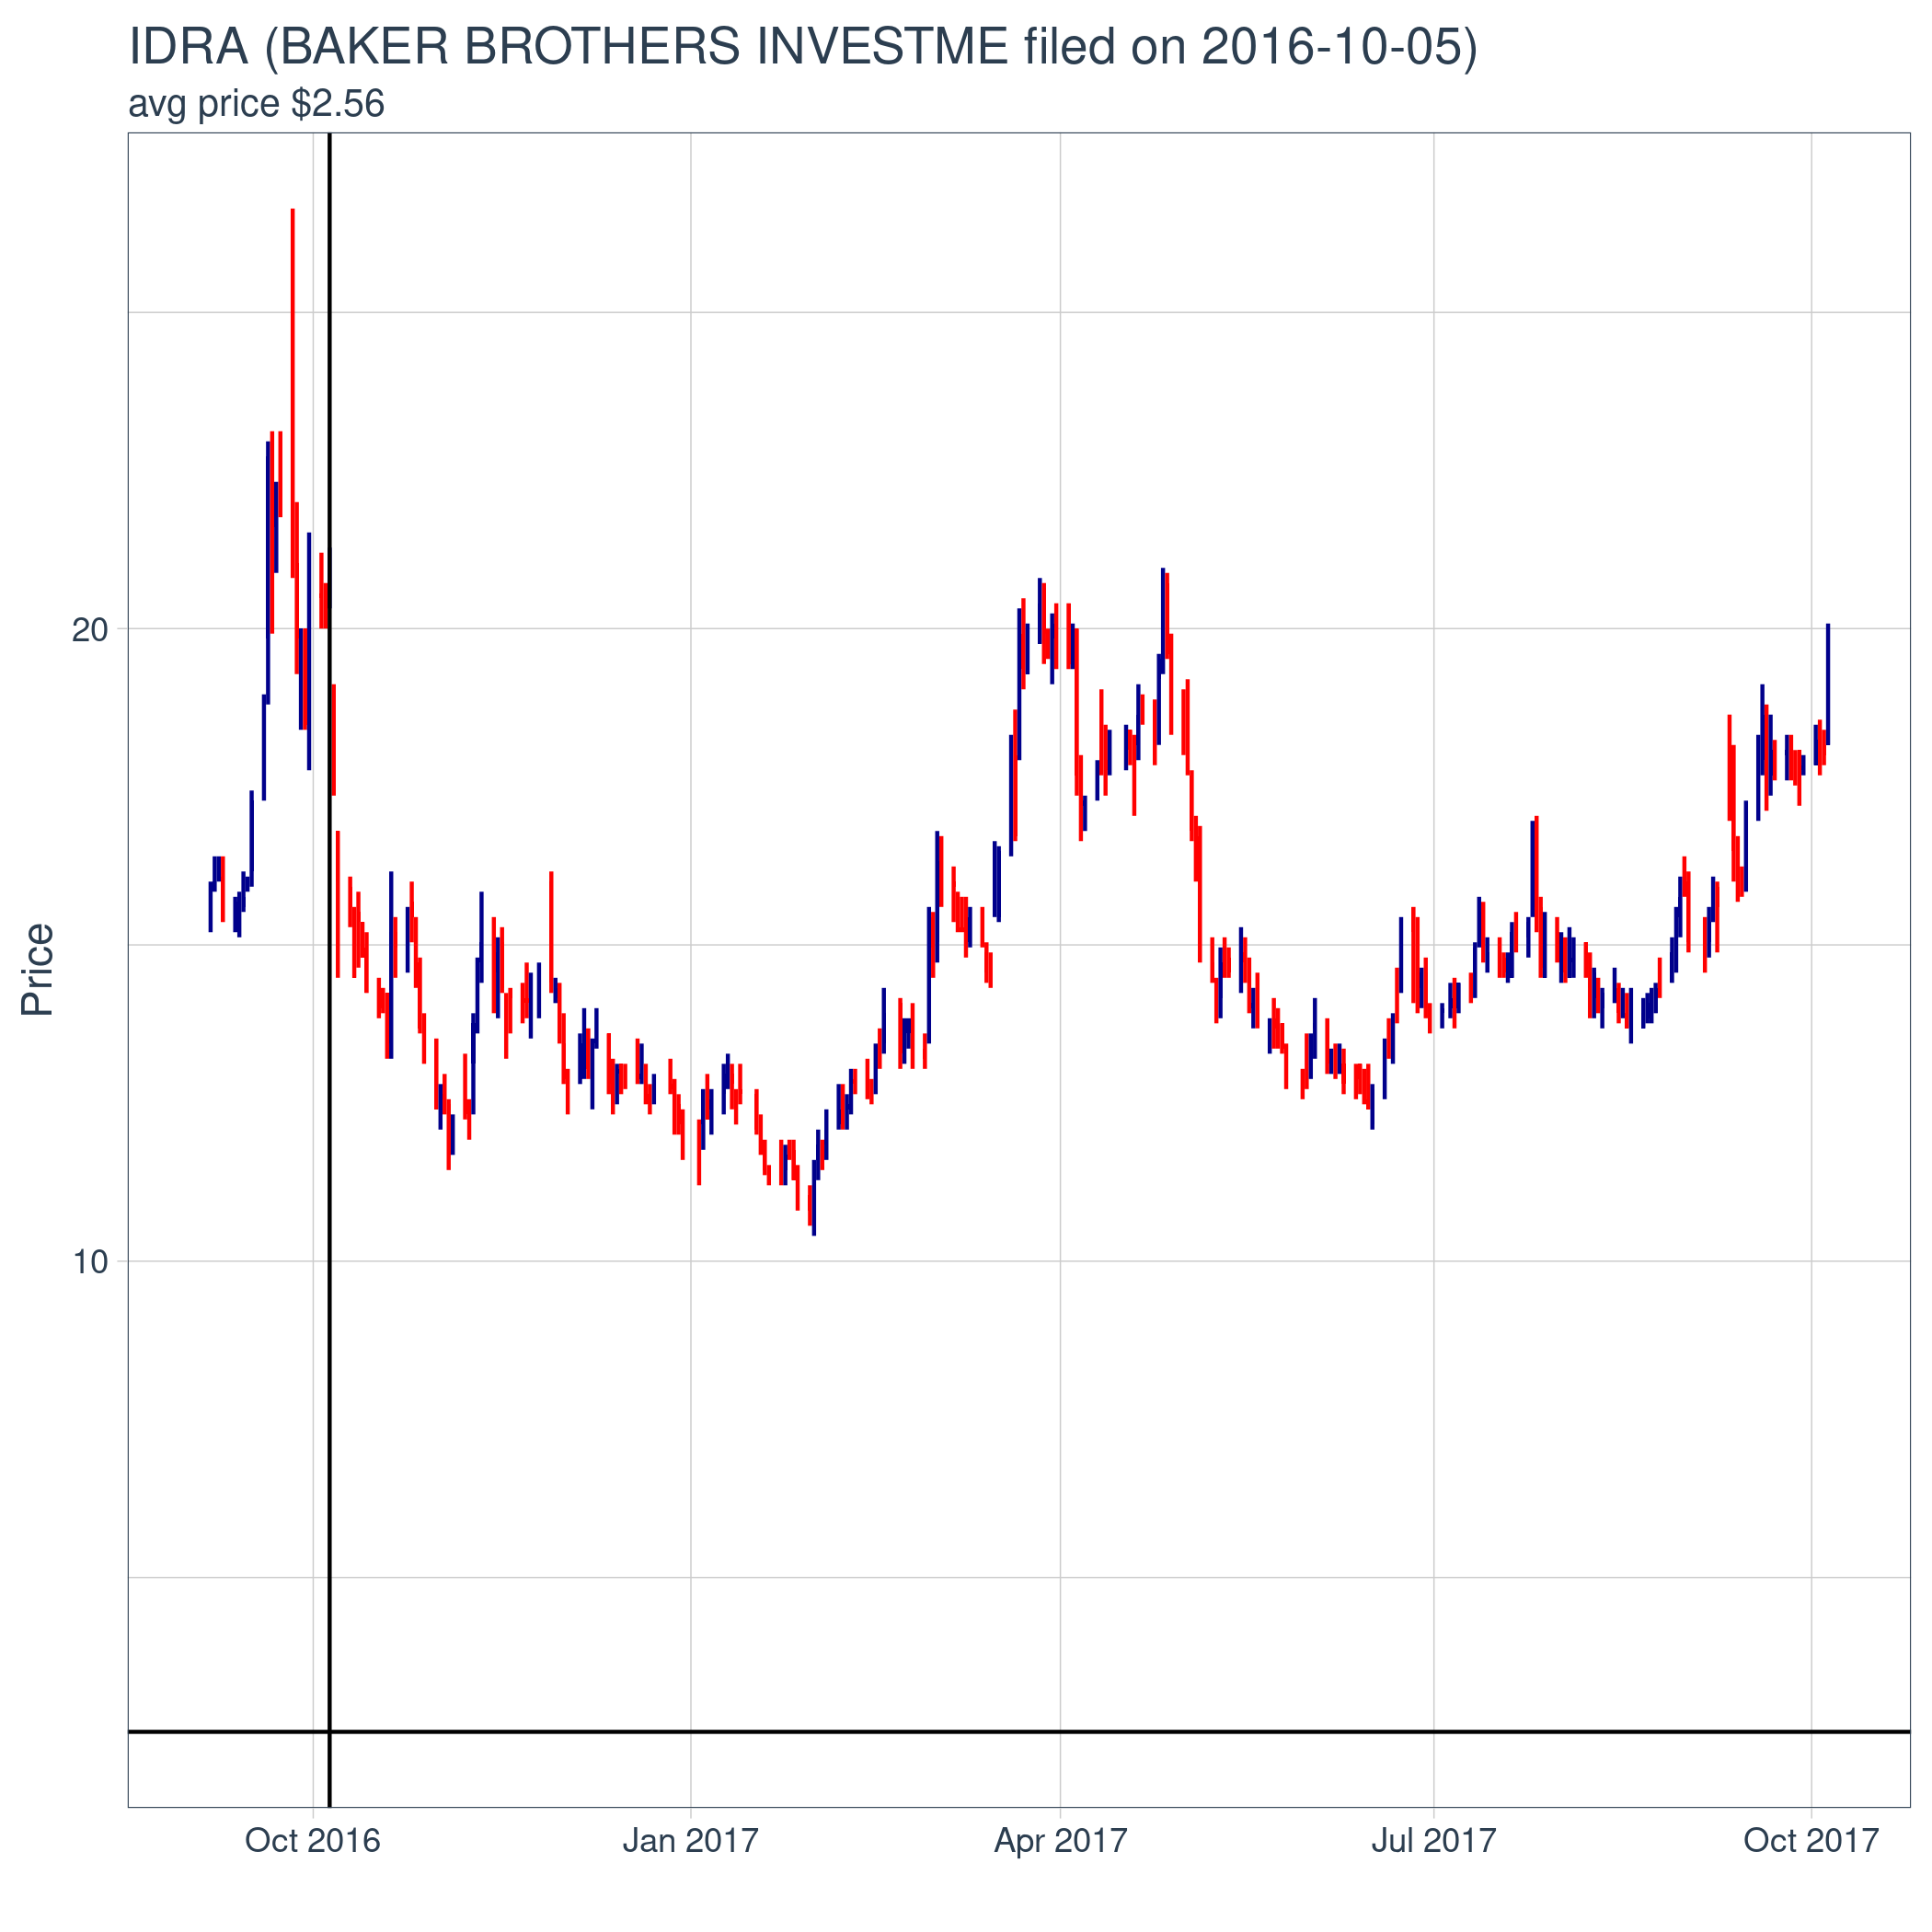 IDRA (BAKER BROTHERS INVESTME filed on 2016-10-05)
avg price $2.56
20
10
Price
Oct 2016 Jan 2017 Apr 2017 Jul 2017 Oct 2017